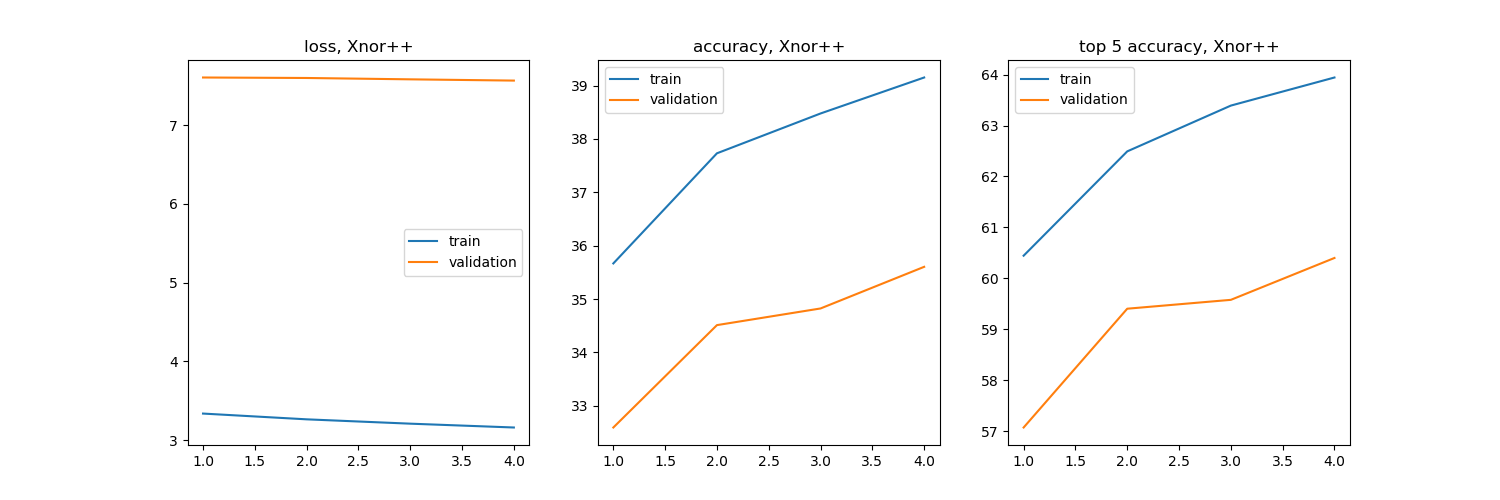 loss, Xnor++
7
6
5
4
3
train
validation
1.0 1.5 2.0 2.5 3.0 3.5 4.0
accuracy, Xnor++
train
validation
39
38
37
36
35
34
33
1.0 1.5 2.0 2.5 3.0 3.5 4.0
top 5 accuracy, Xnor++
train
validation
64
63
62
61
60
59
58
57
1.0 1.5 2.0 2.5 3.0 3.5 4.0